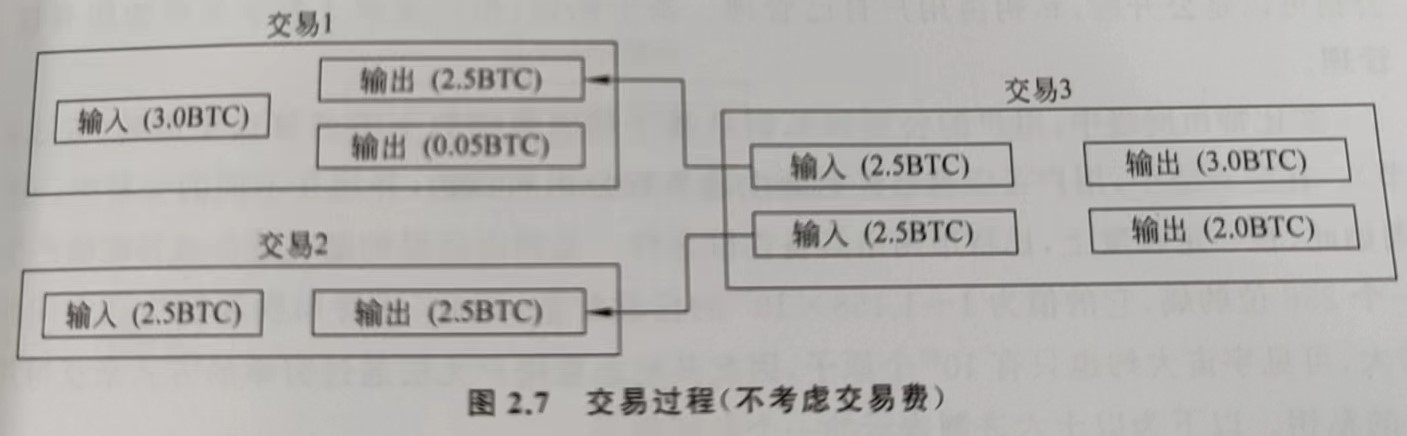 交易1
输入 (3.0BTC)
输出 (2.5BTC)
输出 (0.05BTC)
交易2
输入 (2.5BTC)
输出 (2.5BTC)
交易3
输入 (2.5BTC)
输出 (3.0BTC)
输入 (2.5BTC)
输出 (2.0BTC)
图 2.7 交易过程(不考虑交易费)